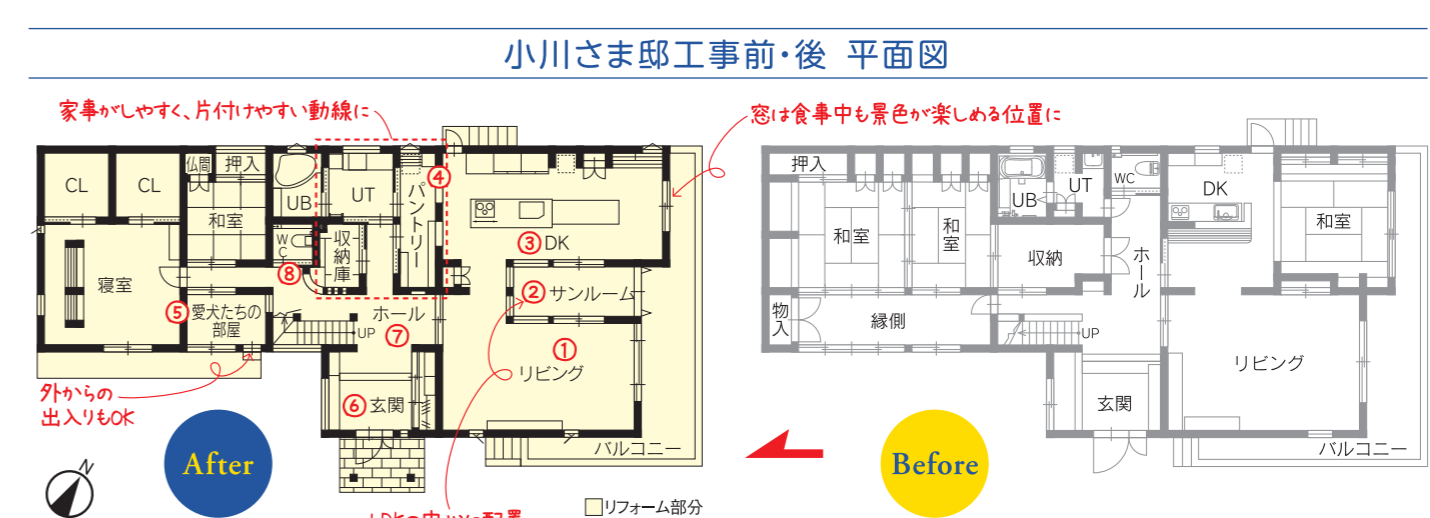 小川さま邸工事前・後 平面図
家事がしやすく、片付けやすい動線に
窓は食事中も景色が楽しめる位置に
CL
CL
仏間
押入
和室
UB
UT
④
パントリー
WC
収納庫
⑧
③DK
寝室
⑤
愛犬たちの
部屋
②サンルーム
ホール
⑦
UP
①
リビング
⑥玄関
外からの
出入りもOK
バルコニー
After
N
リフォーム部分
押入
和室
和室
UB
UT
WC
DK
和室
収納
ホール
物入
縁側
UP
リビング
玄関
バルコニー
Before